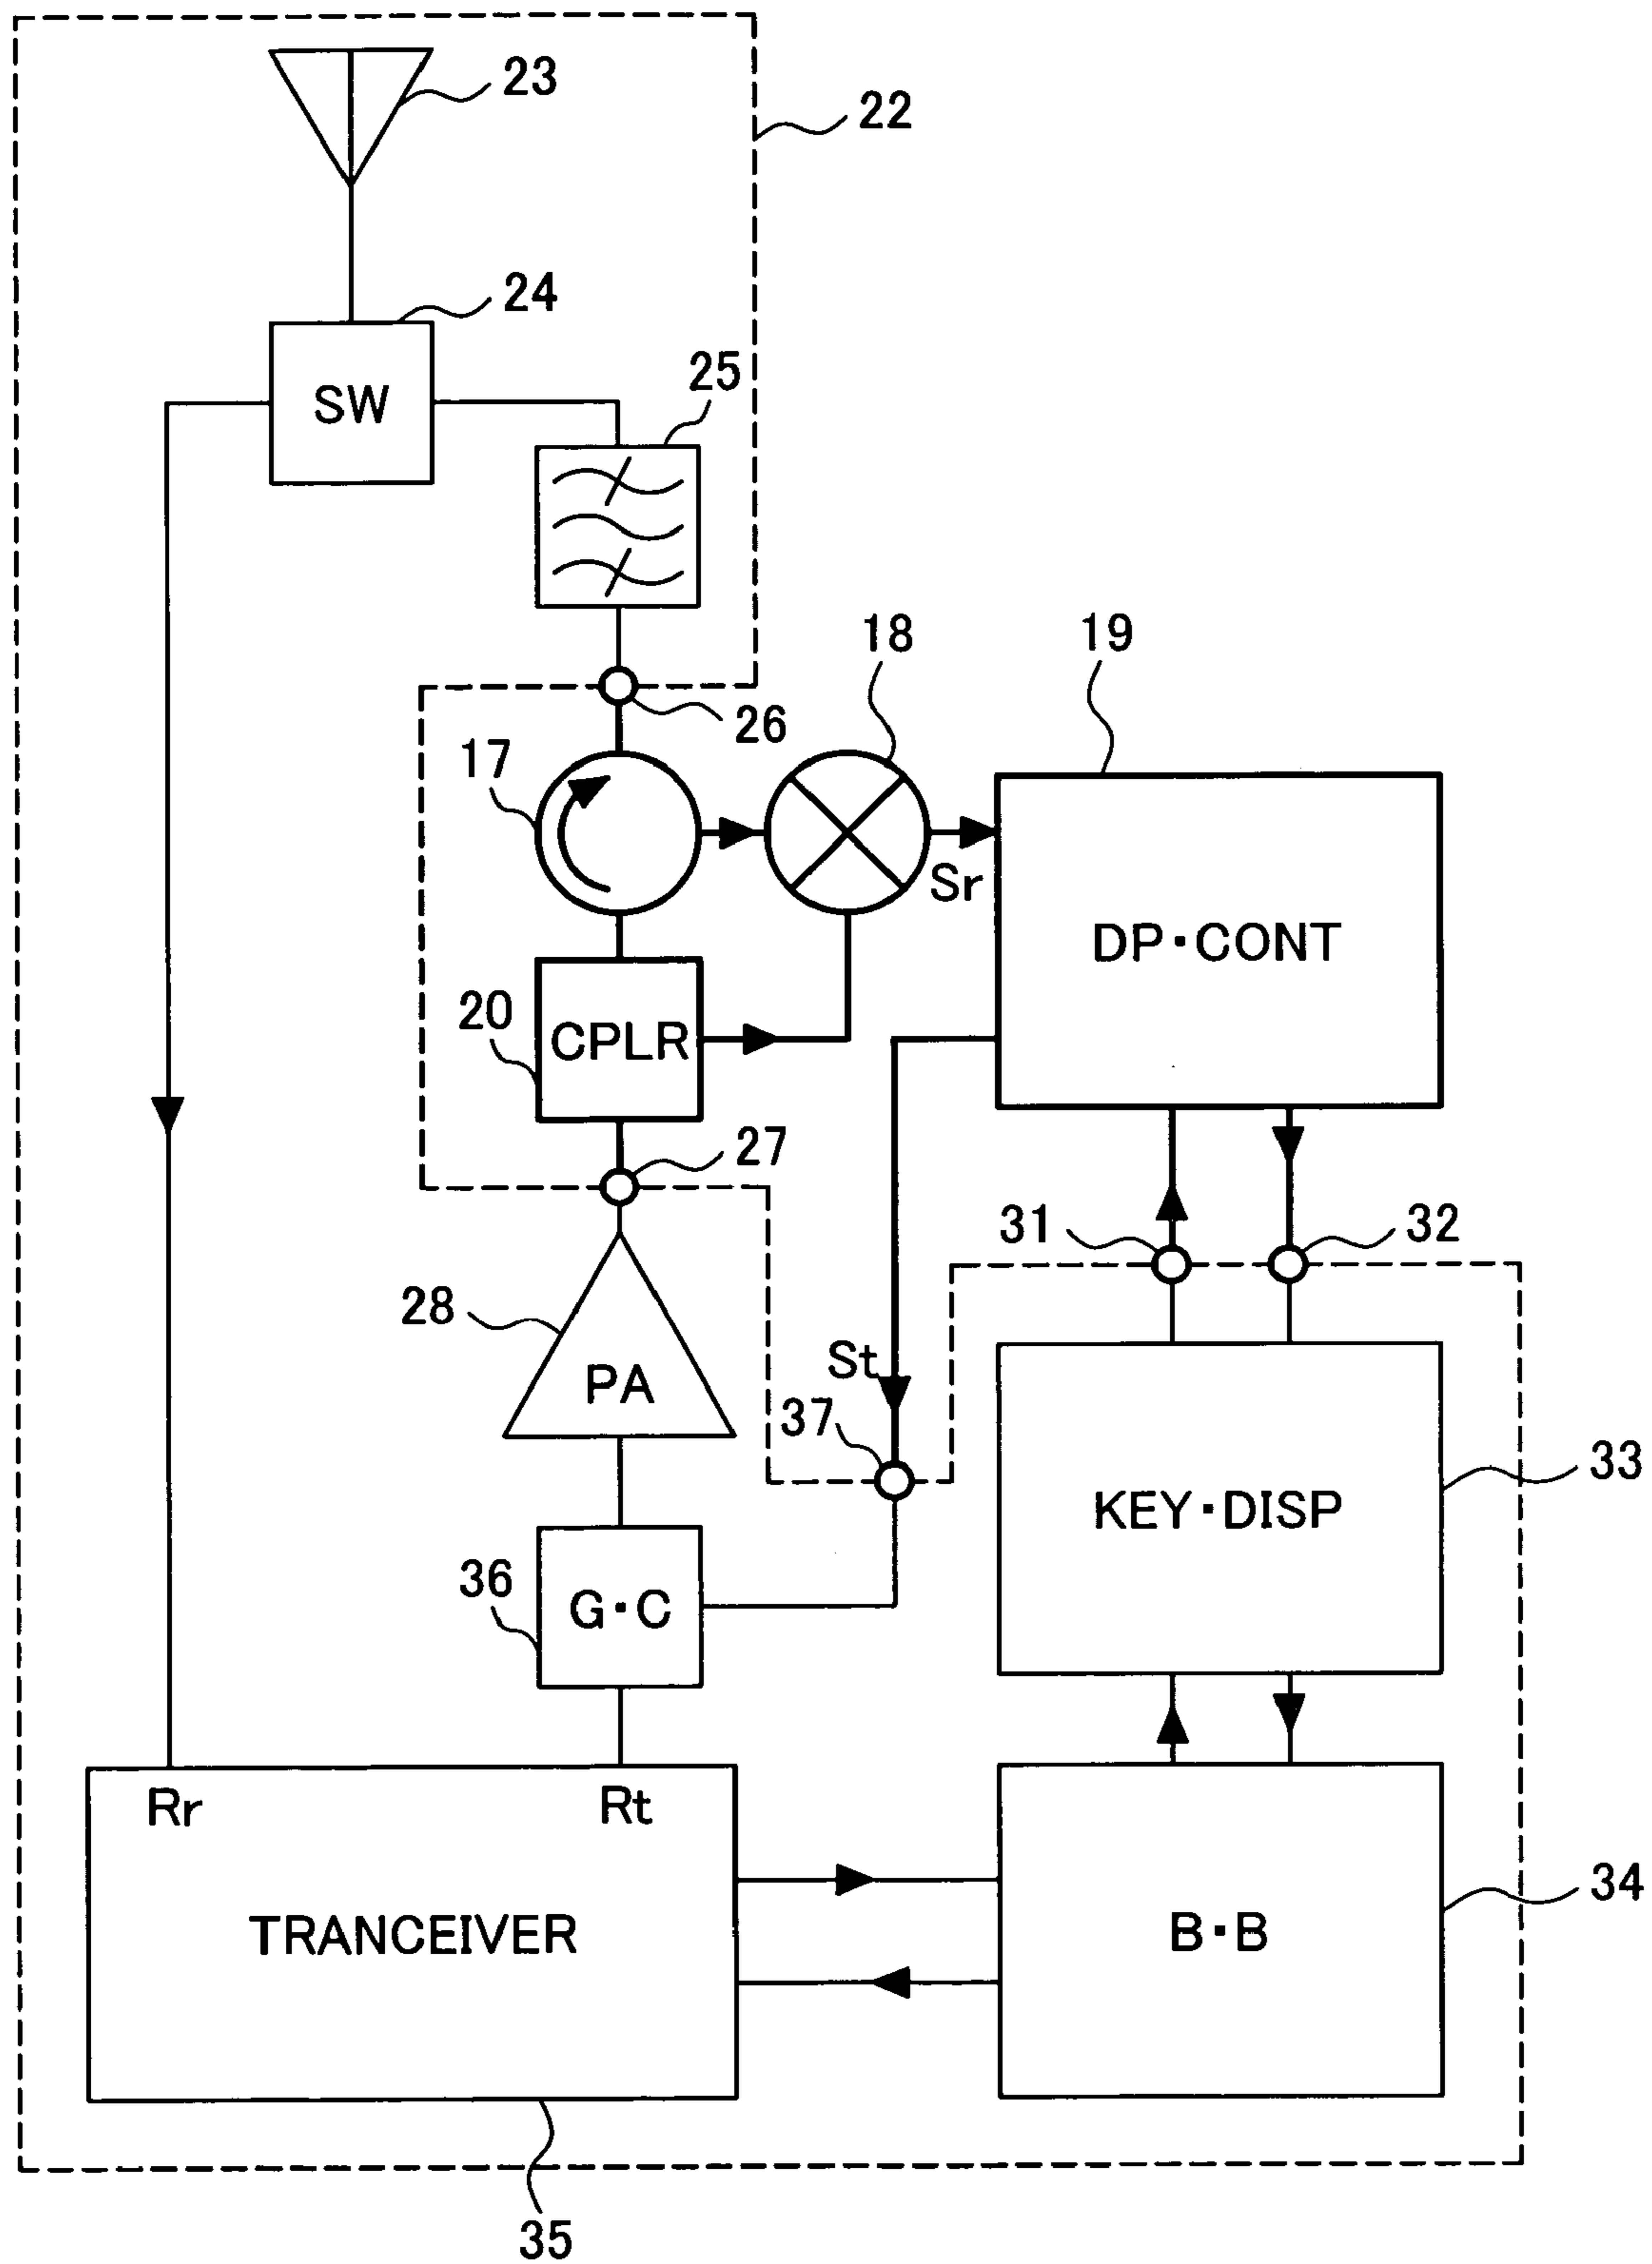 23
22
24
SW
25
26
18
19
17
Sr
DP・CONT
20
CPLR
27
31
32
28
PA
St
37
33
KEY・DISP
36
G・C
Rr
Rt
34
TRANCEIVER
B・B
35